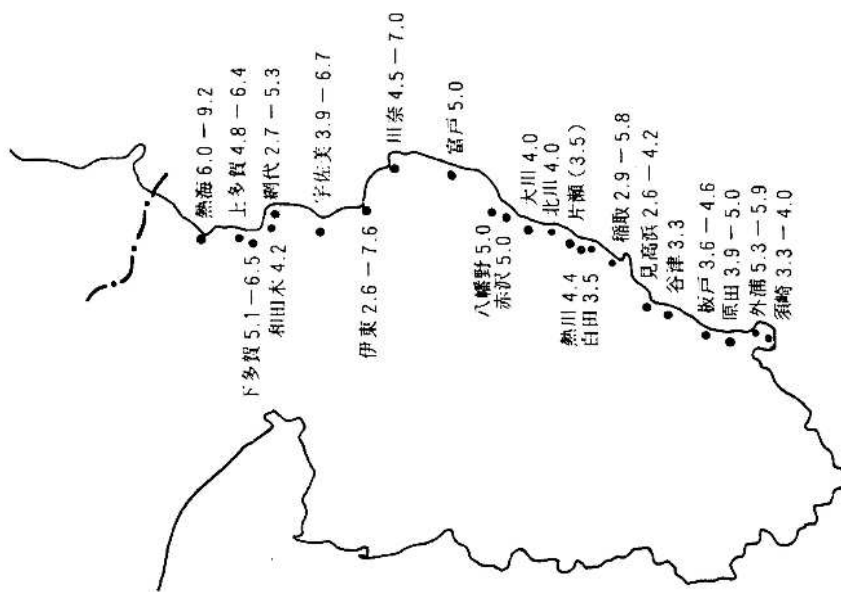 熱海 6.0－9.2
上多賀 4.8－6.4
下多賀 5.1－6.5
網代 2.7－5.3
和田木 4.2
宇佐美 3.9－6.7
伊東 2.6－7.6
川奈 4.5－7.0
富戸 5.0
八幡野 5.0
赤沢 5.0
大川 4.0
北川 4.0
片瀬 (3.5)
熱川 4.4
白田 3.5
稲取 2.9－5.8
見高浜 2.6－4.2
谷津 3.3
板戸 3.6－4.6
原田 3.9－5.0
外浦 5.3－5.9
須崎 3.3－4.0